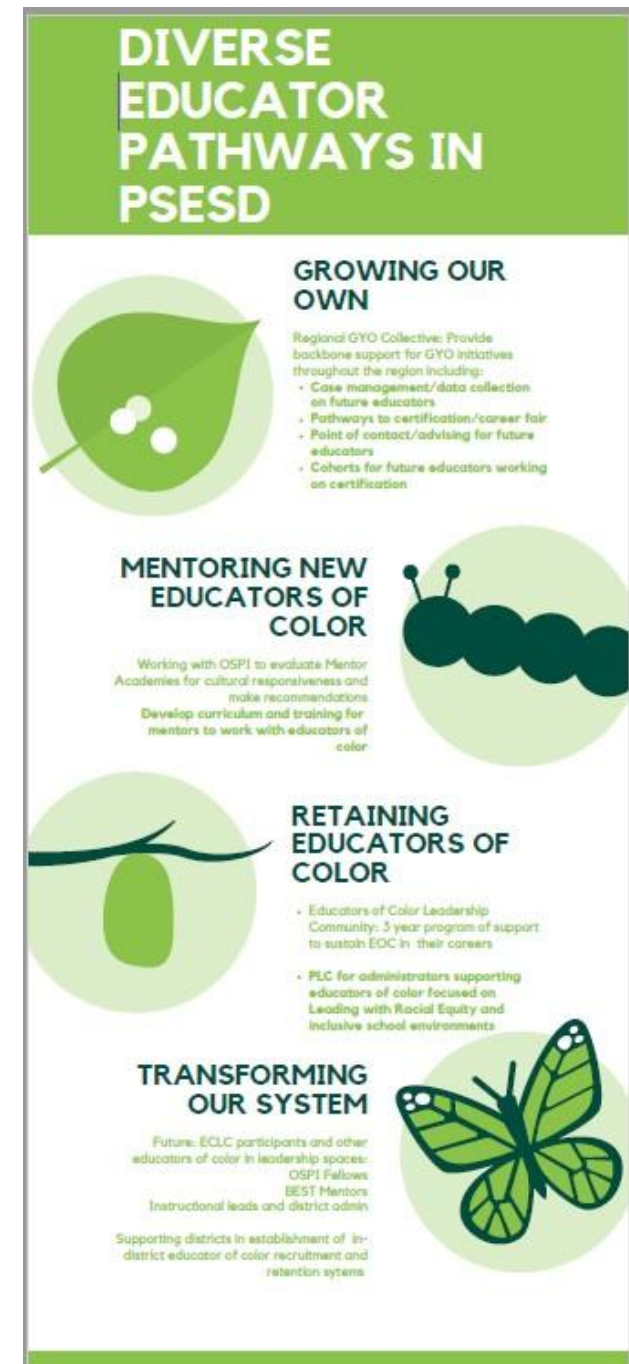 DIVERSE
EDUCATOR
PATHWAYS IN
PSESD
GROWING OUR
OWN
Regional GYO Collective: Provide
backbone support for GYO initiatives
throughout the region including:
• Case management/data collection
on future educators
• Pathways to certification/career fair
• Point of contact/advising for future
educators
• Cohorts for future educators working
on certification
MENTORING NEW
EDUCATORS OF
COLOR
Working with OSPI to evaluate Mentor
Academies for cultural responsiveness and
make recommendations
Develop curriculum and training for
mentors to work with educators of
color
RETAINING
EDUCATORS OF
COLOR
• Educators of Color Leadership
Community: 3 year program of support
to sustain EOC in their careers
• PLC for administrators supporting
educators of color focused on
Leading with Racial Equity and
inclusive school environments
TRANSFORMING
OUR SYSTEM
Future: ECLC participants and other
educators of color in leadership spaces:
OSPI Fellows
BEST Mentors
Instructional leads and district admin
Supporting districts in establishment of in-
district educator of color recruitment and
retention sytems